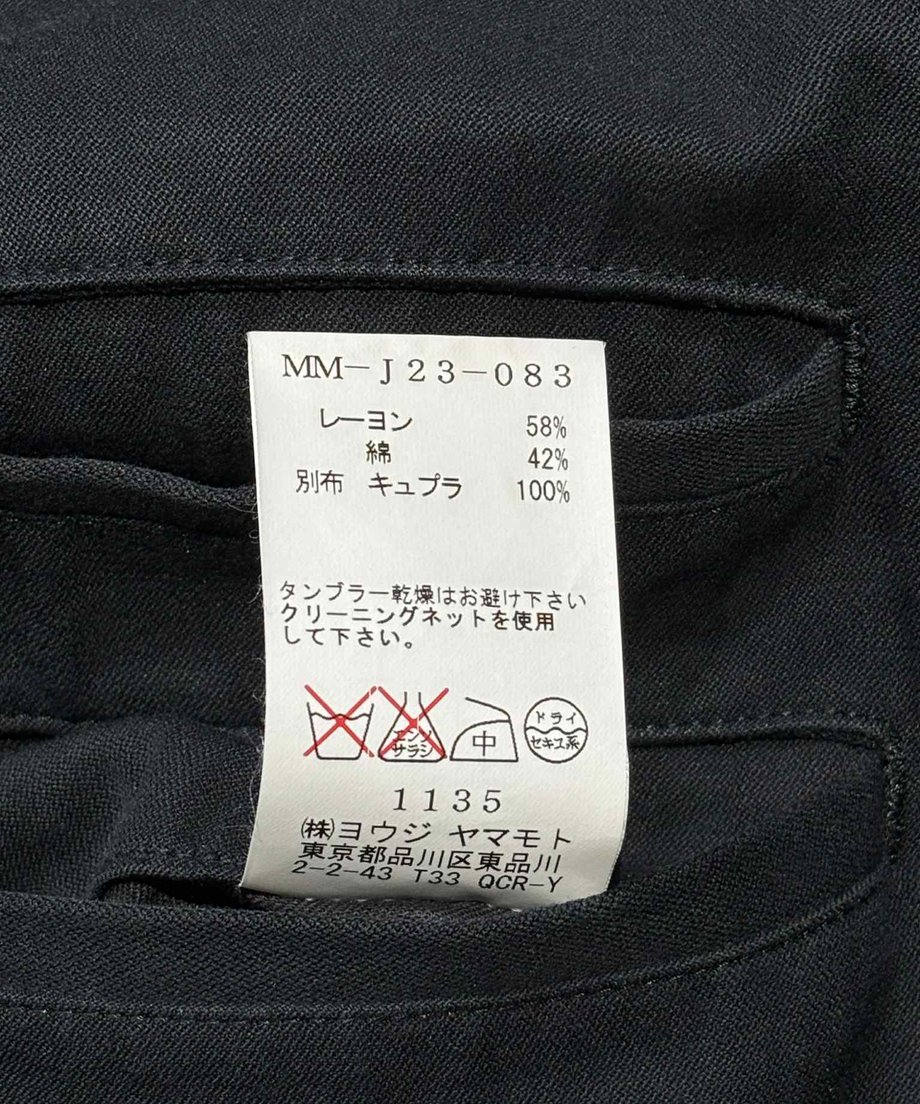 MM-J23-083
レーヨン 58%
綿 42%
別布 キュプラ 100%
タンブラー乾燥はお避け下さい
クリーニングネットを使用
して下さい。
エンソ
サラシ
中
ドライ
セキユ系
1135
㈱ヨウジ ヤマモト
東京都品川区東品川
2-2-43 T33 QCR-Y